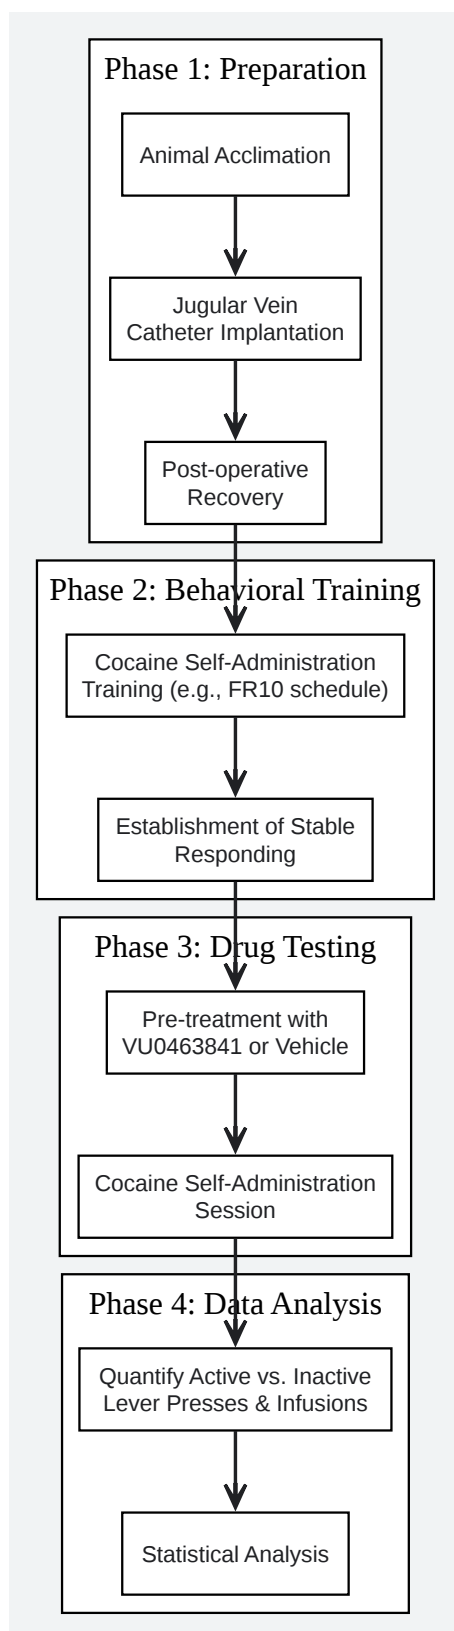 Phase 1: Preparation
Animal Acclimation
Jugular Vein
Catheter Implantation
Post-operative
Recovery
Phase 2: Behavioral Training
Cocaine Self-Administration
Training (e.g., FR10 schedule)
Establishment of Stable
Responding
Phase 3: Drug Testing
Pre-treatment with
VU0463841 or Vehicle
Cocaine Self-Administration
Session
Phase 4: Data Analysis
Quantify Active vs. Inactive
Lever Presses & Infusions
Statistical Analysis